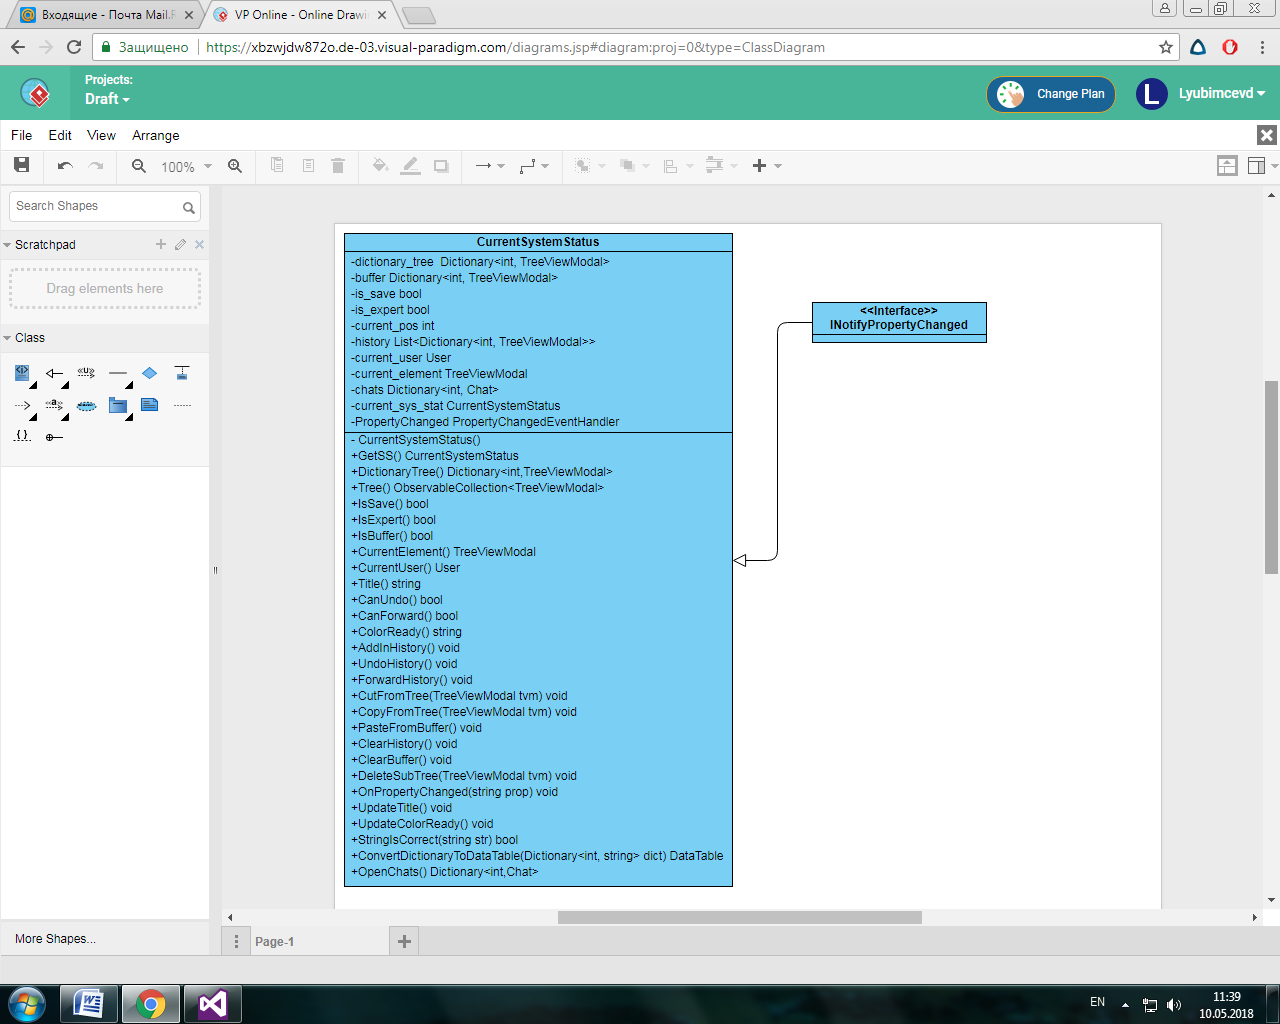 Входящие - Почта Mail.R
VP Online - Online Drawi
Защищено
https://xbzwjdw872o.de-03.visual-paradigm.com/diagrams.jsp#diagram:proj=0&type=ClassDiagram
Projects:
Draft
Change Plan
L
Lyubimcevd
File Edit View Arrange
100%
Search Shapes
Scratchpad
Drag elements here
Class
<<u>>
<<a>>
{}
CurrentSystemStatus
-dictionary_tree  Dictionary<int, TreeViewModal>
-buffer Dictionary<int, TreeViewModal>
-is_save bool
-is_expert bool
-current_pos int
-history List<Dictionary<int, TreeViewModal>>
-current_user User
-current_element TreeViewModal
-chats Dictionary<int, Chat>
-current_sys_stat CurrentSystemStatus
-PropertyChanged PropertyChangedEventHandler
- CurrentSystemStatus()
+GetSS() CurrentSystemStatus
+DictionaryTree() Dictionary<int,TreeViewModal>
+Tree() ObservableCollection<TreeViewModal>
+IsSave() bool
+IsExpert() bool
+IsBuffer() bool
+CurrentElement() TreeViewModal
+CurrentUser() User
+Title() string
+CanUndo() bool
+CanForward() bool
+ColorReady() string
+AddInHistory() void
+UndoHistory() void
+ForwardHistory() void
+CutFromTree(TreeViewModal tvm) void
+CopyFromTree(TreeViewModal tvm) void
+PasteFromBuffer() void
+ClearHistory() void
+ClearBuffer() void
+DeleteSubTree(TreeViewModal tvm) void
+OnPropertyChanged(string prop) void
+UpdateTitle() void
+UpdateColorReady() void
+StringIsCorrect(string str) bool
+ConvertDictionaryToDataTable(Dictionary<int, string> dict) DataTable
+OpenChats() Dictionary<int,Chat>
<<Interface>>
INotifyPropertyChanged
More Shapes...
Page-1
EN
11:39
10.05.2018